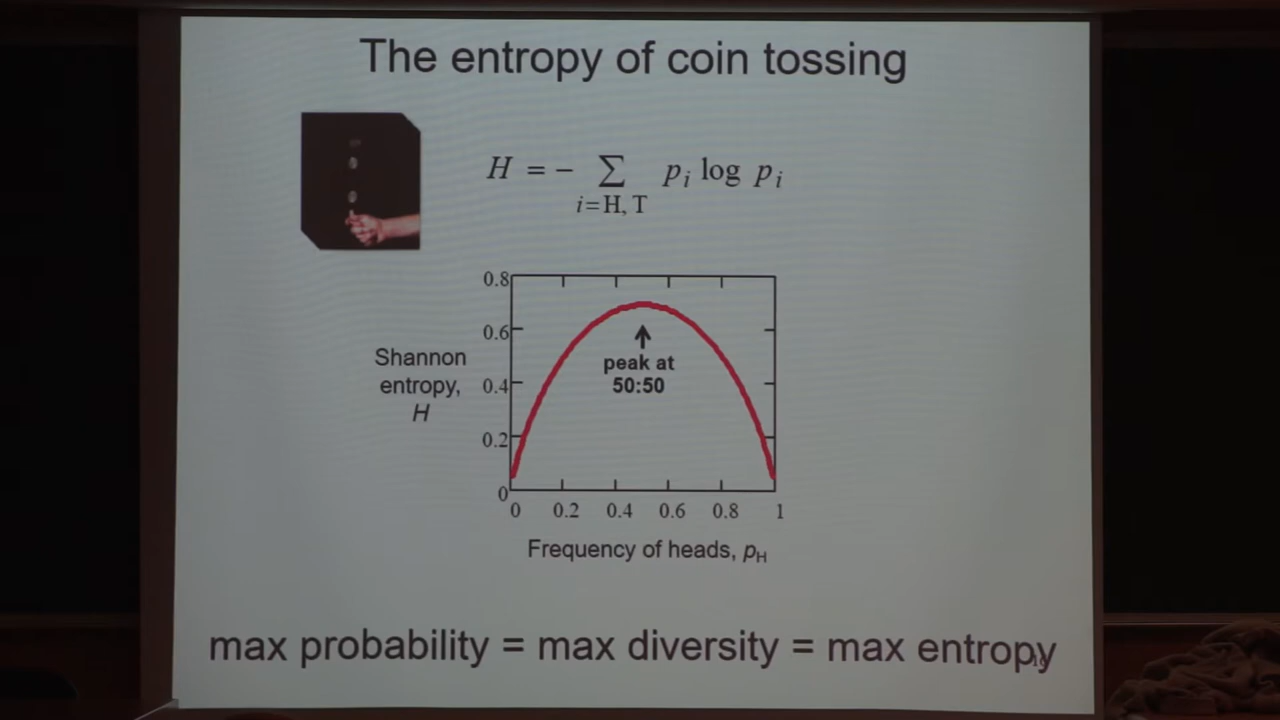 The entropy of coin tossing
H = - Σ p_i log p_i
i=H, T
0.8
0.6
0.4
0.2
0
Shannon
entropy,
H
peak at
50:50
0 0.2 0.4 0.6 0.8 1
Frequency of heads, p_H
max probability = max diversity = max entropy